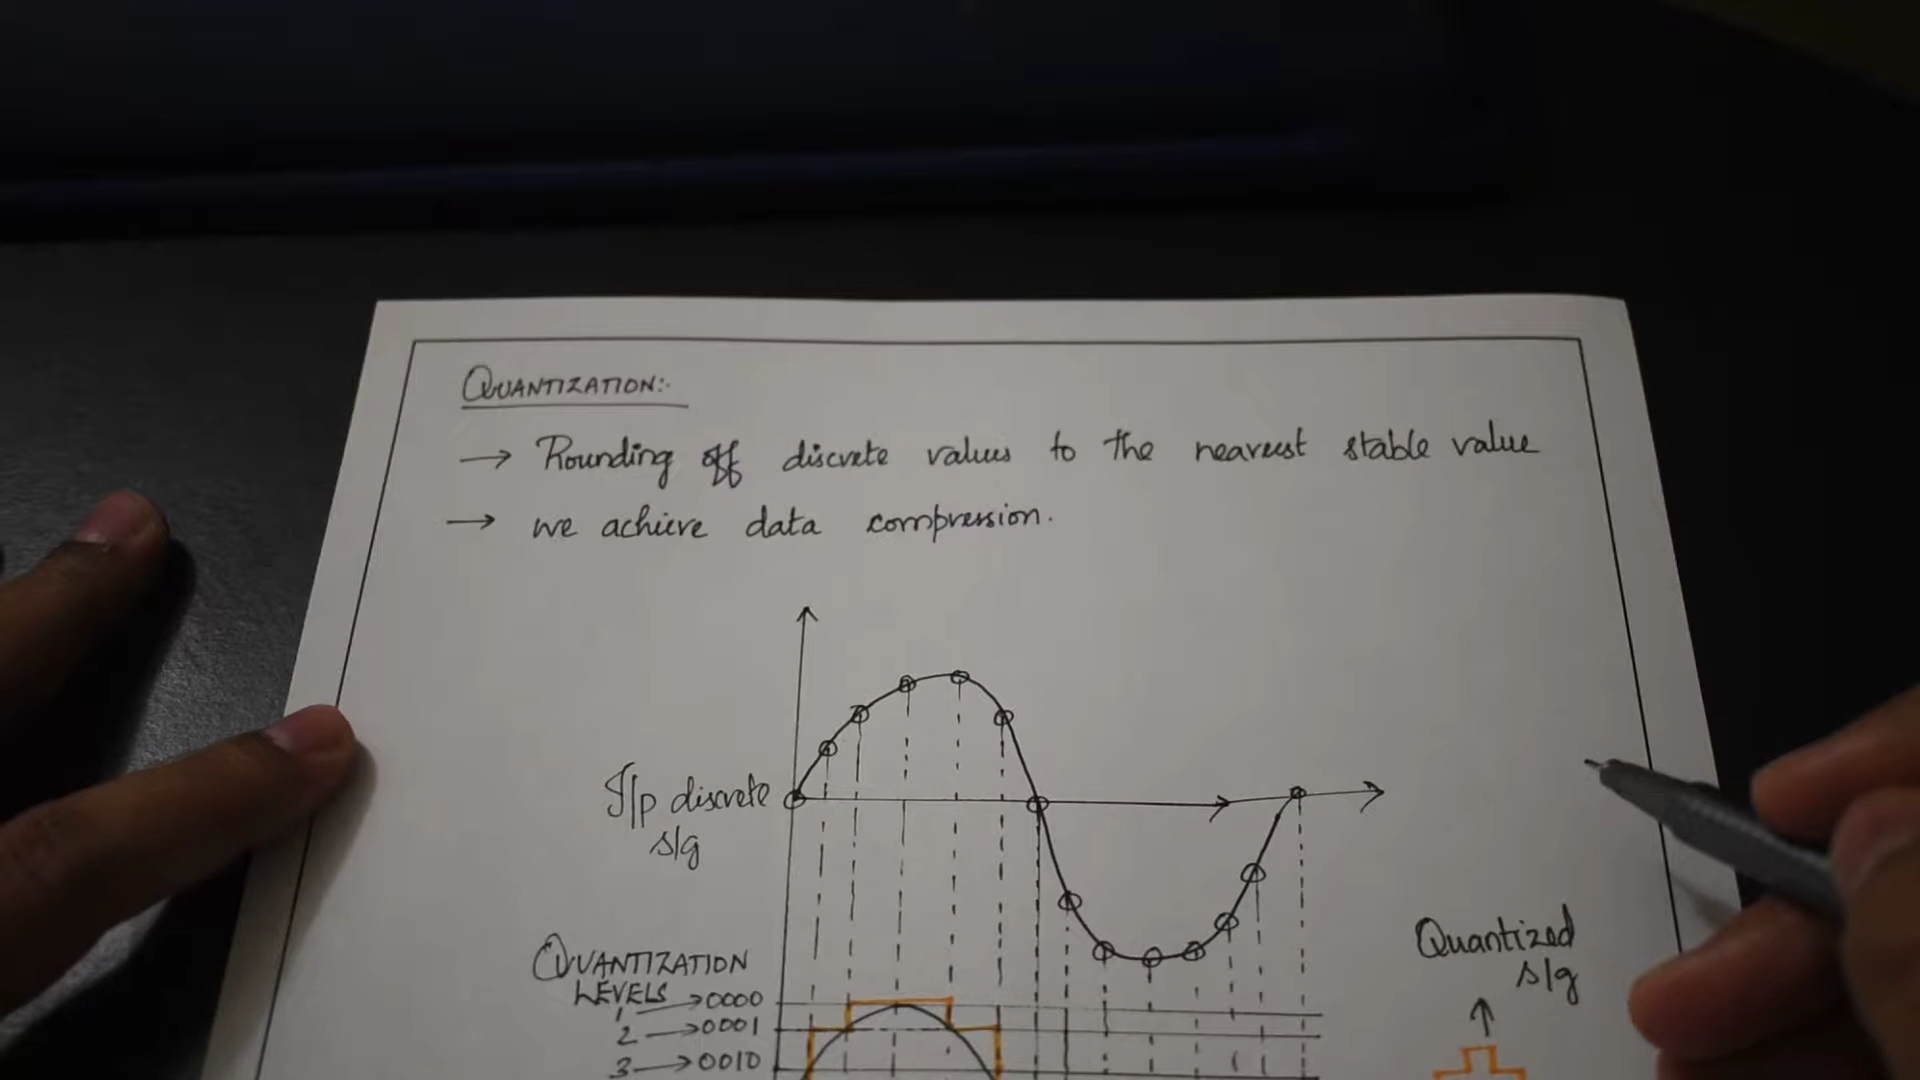 QUANTIZATION:-
→ Rounding off discrete values to the nearest stable value
→ we achieve data compression.
I/p discrete
s/g
Quantized
s/g
QUANTIZATION
LEVELS
1 → 0000
2 → 0001
3 → 0010